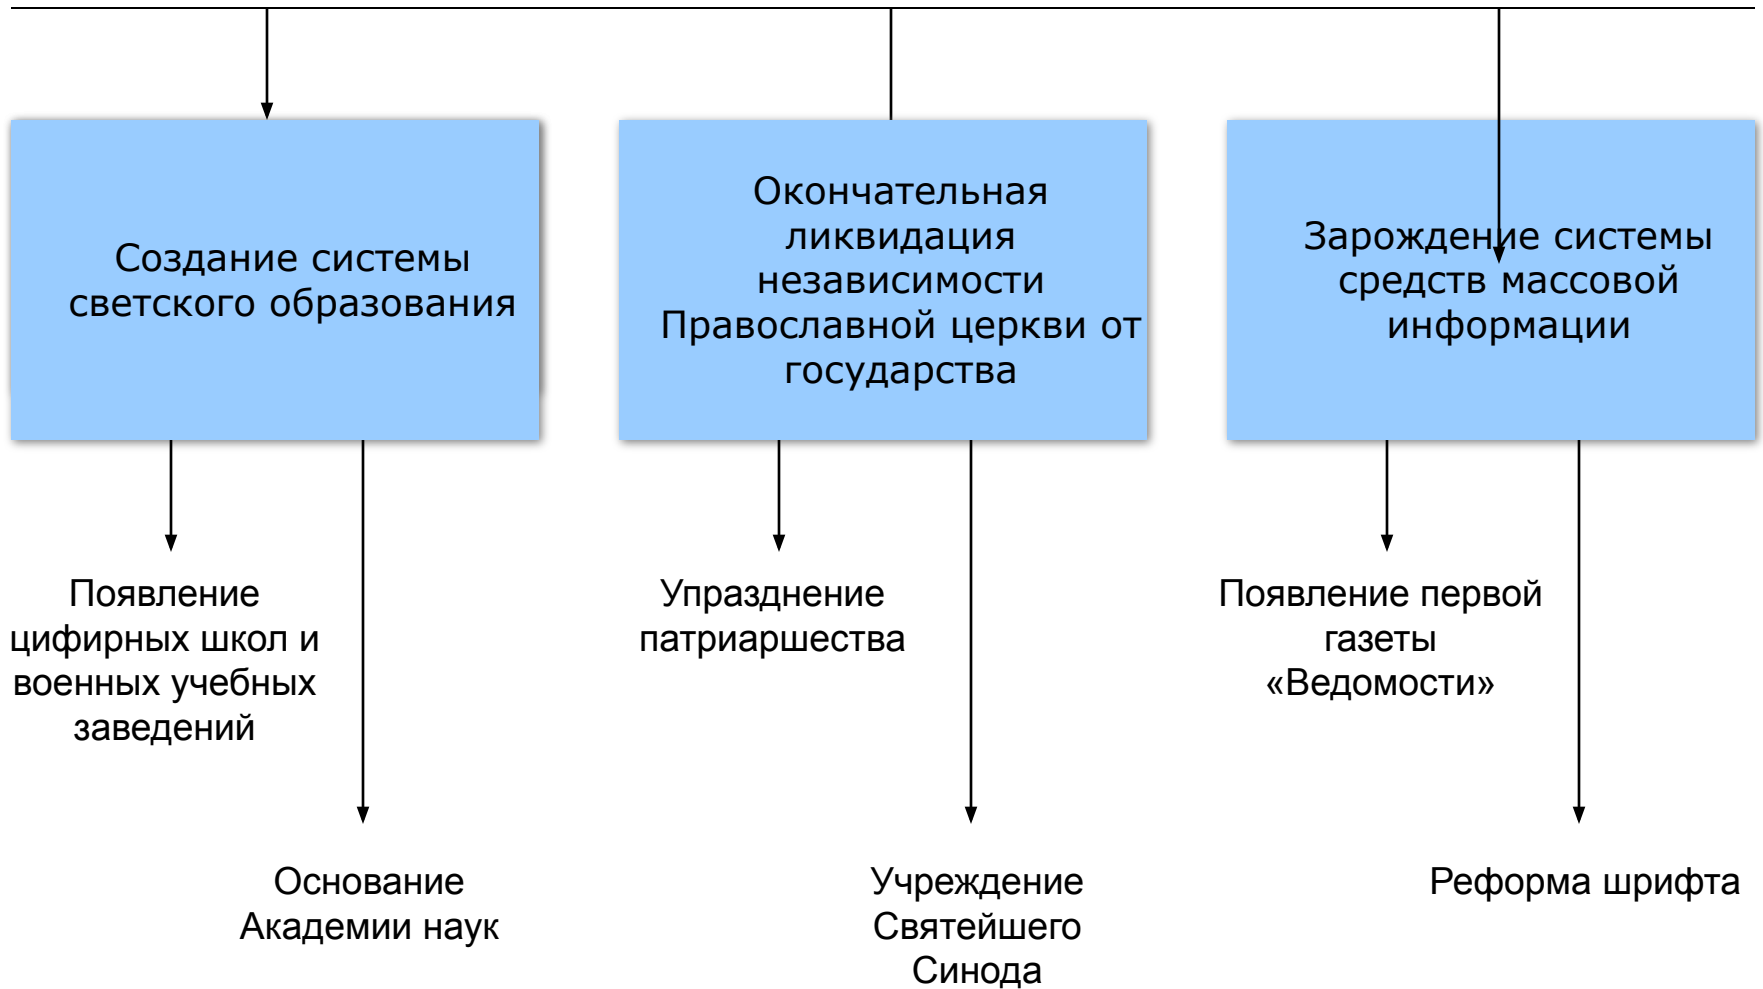 Создание системы
светского образования
Окончательная
ликвидация
независимости
Православной церкви от
государства
Зарождение системы
средств массовой
информации
Появление
цифирных школ и
военных учебных
заведений
Упразднение
патриаршества
Появление первой
газеты
«Ведомости»
Основание
Академии наук
Учреждение
Святейшего
Синода
Реформа шрифта